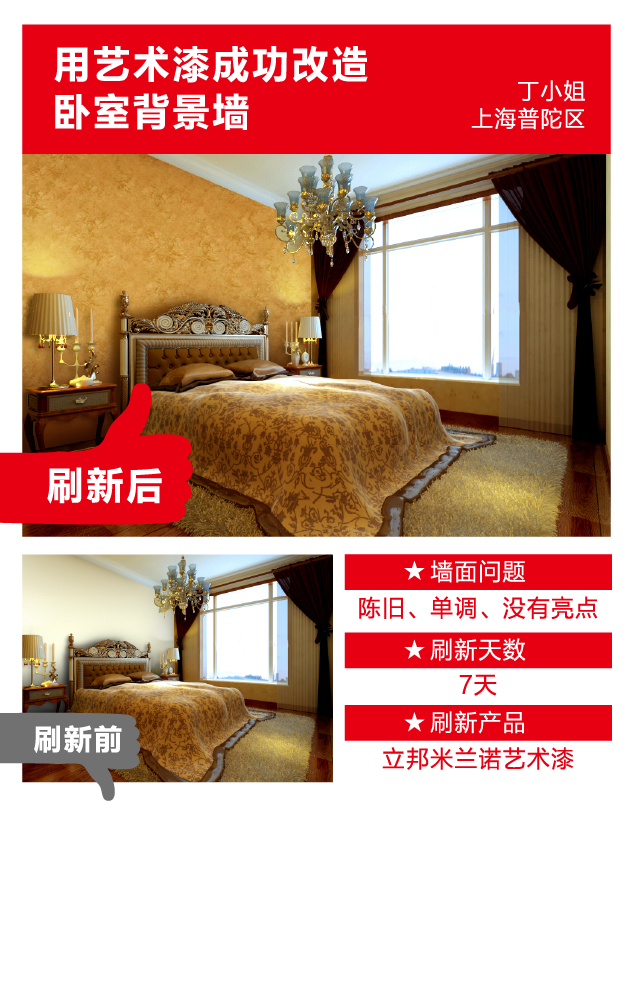 用艺术漆成功改造
卧室背景墙
丁小姐
上海普陀区
刷新后
刷新前
★ 墙面问题
陈旧、单调、没有亮点
★ 刷新天数
7天
★ 刷新产品
立邦米兰诺艺术漆